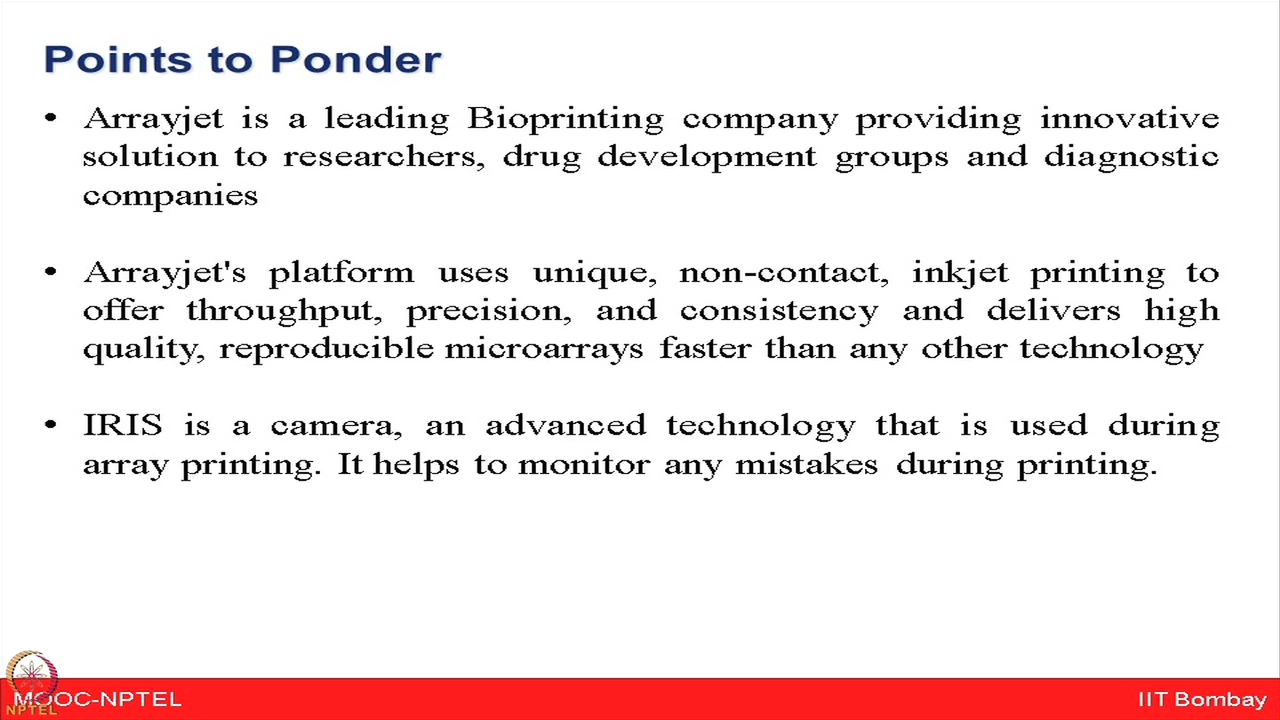 Points to Ponder
• Arrayjet is a leading Bioprinting company providing innovative
solution to researchers, drug development groups and diagnostic
companies
• Arrayjet's platform uses unique, non-contact, inkjet printing to
offer throughput, precision, and consistency and delivers high
quality, reproducible microarrays faster than any other technology
• IRIS is a camera, an advanced technology that is used during
array printing. It helps to monitor any mistakes during printing.
MOOC-NPTEL
IIT Bombay
NPTEL